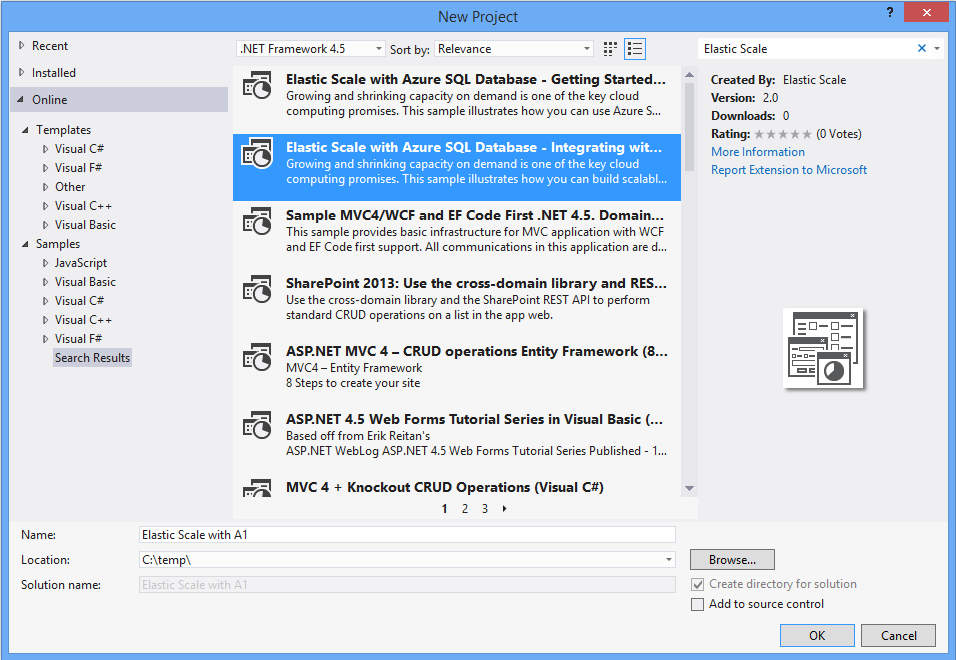 New Project
?
Recent
Installed
Online
Templates
Visual C#
Visual F#
Other
Visual C++
Visual Basic
Samples
JavaScript
Visual Basic
Visual C#
Visual C++
Visual F#
Search Results
.NET Framework 4.5
Sort by:
Relevance
Elastic Scale with Azure SQL Database - Getting Started...
Growing and shrinking capacity on demand is one of the key cloud
computing promises. This sample illustrates how you can use Azure S...
Elastic Scale with Azure SQL Database - Integrating wit...
Growing and shrinking capacity on demand is one of the key cloud
computing promises. This sample illustrates how you can build scalabl...
Sample MVC4/WCF and EF Code First .NET 4.5. Domain...
This sample provides basic infrastructure for MVC application with WCF
and EF Code first support. All communications in this application are d...
SharePoint 2013: Use the cross-domain library and RES...
Use the cross-domain library and the SharePoint REST API to perform
standard CRUD operations on a list in the app web.
ASP.NET MVC 4 – CRUD operations Entity Framework (8...
MVC4 – Entity Framework
8 Steps to create your site
ASP.NET 4.5 Web Forms Tutorial Series in Visual Basic (...
Based off from Erik Reitan's
ASP.NET WebLog ASP.NET 4.5 Web Forms Tutorial Series Published - 1...
MVC 4 + Knockout CRUD Operations (Visual C#)
1 2 3
Elastic Scale
Created By: Elastic Scale
Version: 2.0
Downloads: 0
Rating: (0 Votes)
More Information
Report Extension to Microsoft
Name:
Elastic Scale with A1
Location:
C:\temp\
Browse...
Solution name:
Elastic Scale with A1
Create directory for solution
Add to source control
OK
Cancel